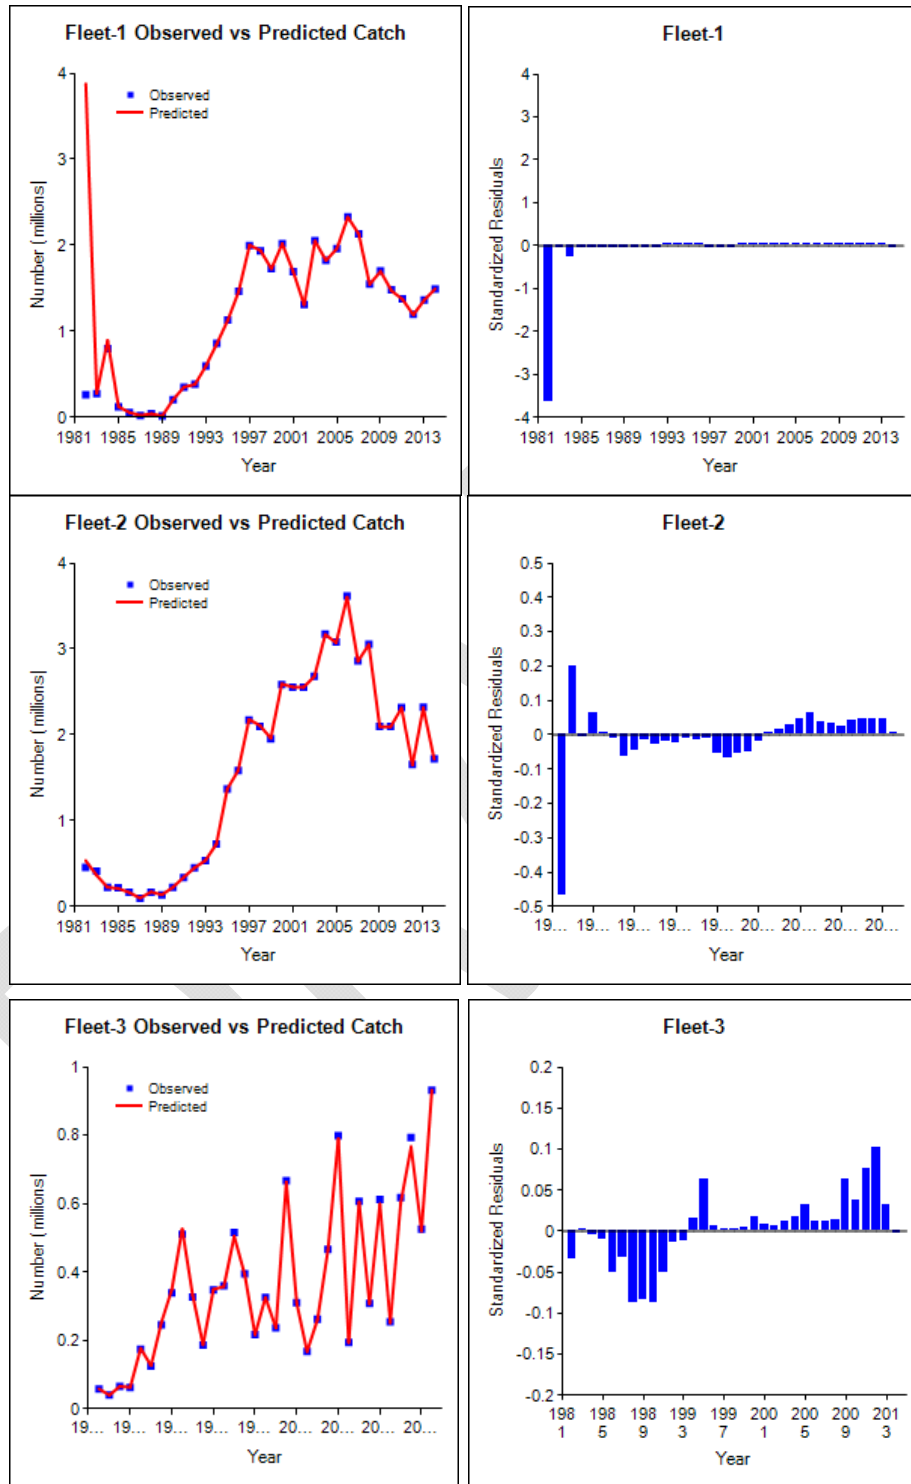 Fleet-1 Observed vs Predicted Catch
4
3
2
1
0
Number (millions|
Observed
Predicted
1981 1985 1989 1993 1997 2001 2005 2009 2013
Year
Fleet-1
4
3
2
1
0
-1
-2
-3
-4
Standardized Residuals
1981 1985 1989 1993 1997 2001 2005 2009 2013
Year
Fleet-2 Observed vs Predicted Catch
4
3
2
1
0
Number (millions|
Observed
Predicted
1981 1985 1989 1993 1997 2001 2005 2009 2013
Year
Fleet-2
0.5
0.4
0.3
0.2
0.1
0
-0.1
-0.2
-0.3
-0.4
-0.5
Standardized Residuals
19... 19... 19... 19... 19... 20... 20... 20... 20...
Year
Fleet-3 Observed vs Predicted Catch
1
0.8
0.6
0.4
0.2
0
Number (millions|
Observed
Predicted
19... 19... 19... 19... 19... 20... 20... 20... 20...
Year
Fleet-3
0.2
0.15
0.1
0.05
0
-0.05
-0.1
-0.15
-0.2
Standardized Residuals
198 198 198 199 199 200 200 200 201
1 5 9 3 7 1 5 9 3
Year